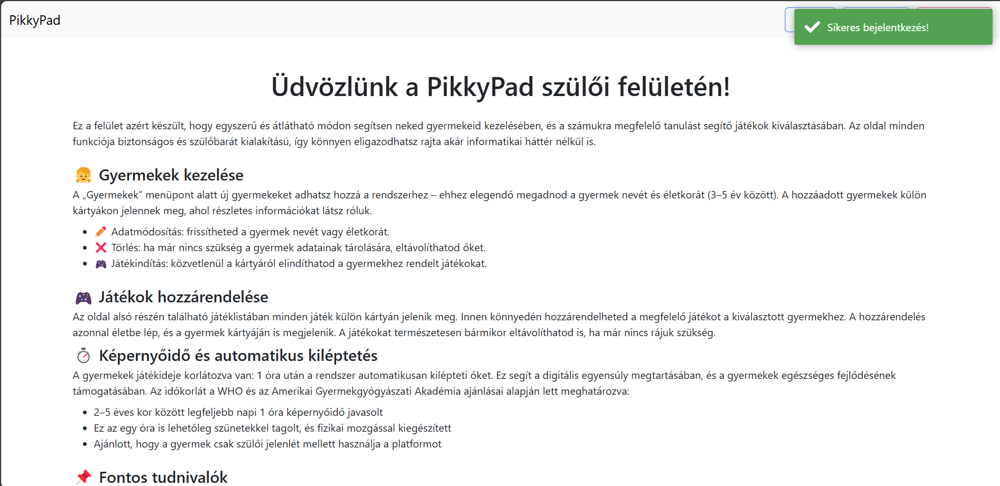 PikkyPad
Sikeres bejelentkezés!
Üdvözlünk a PikkyPad szülői felületén!
Ez a felület azért készült, hogy egyszerű és átlátható módon segítsen neked gyermekeid kezelésében, és a számukra megfelelő tanulást segítő játékok kiválasztásában. Az oldal minden
funkciója biztonságos és szülőbarát kialakítású, így könnyen eligazodhatsz rajta akár informatikai háttér nélkül is.
Gyermekek kezelése
A „Gyermekek” menüpont alatt új gyermekeket adhatsz hozzá a rendszerhez – ehhez elegendő megadnod a gyermek nevét és életkorát (3–5 év között). A hozzáadott gyermekek külön
kártyákon jelennek meg, ahol részletes információkat látsz róluk.
• Adatmódosítás: frissítheted a gyermek nevét vagy életkorát.
• Törlés: ha már nincs szükség a gyermek adatainak tárolására, eltávolíthatod őket.
• Játékindítás: közvetlenül a kártyáról elindíthatod a gyermekhez rendelt játékokat.
Játékok hozzárendelése
Az oldal alsó részén található játéklistában minden játék külön kártyán jelenik meg. Innen könnyedén hozzárendelheted a megfelelő játékot a kiválasztott gyermekhez. A hozzárendelés
azonnal életbe lép, és a gyermek kártyáján is megjelenik. A játékokat természetesen bármikor eltávolíthatod is, ha már nincs rájuk szükség.
Képernyőidő és automatikus kiléptetés
A gyermekek játékideje korlátozva van: 1 óra után a rendszer automatikusan kilépteti őket. Ez segít a digitális egyensúly megtartásában, és a gyermekek egészséges fejlődésének
támogatásában. Az időkorlát a WHO és az Amerikai Gyermekgyógyászati Akadémia ajánlásai alapján lett meghatározva:
• 2–5 éves kor között legfeljebb napi 1 óra képernyőidő javasolt
• Ez az egy óra is lehetőleg szünetekkel tagolt, és fizikai mozgással kiegészített
• Ajánlott, hogy a gyermek csak szülői jelenlét mellett használja a platformot
Fontos tudnivalók